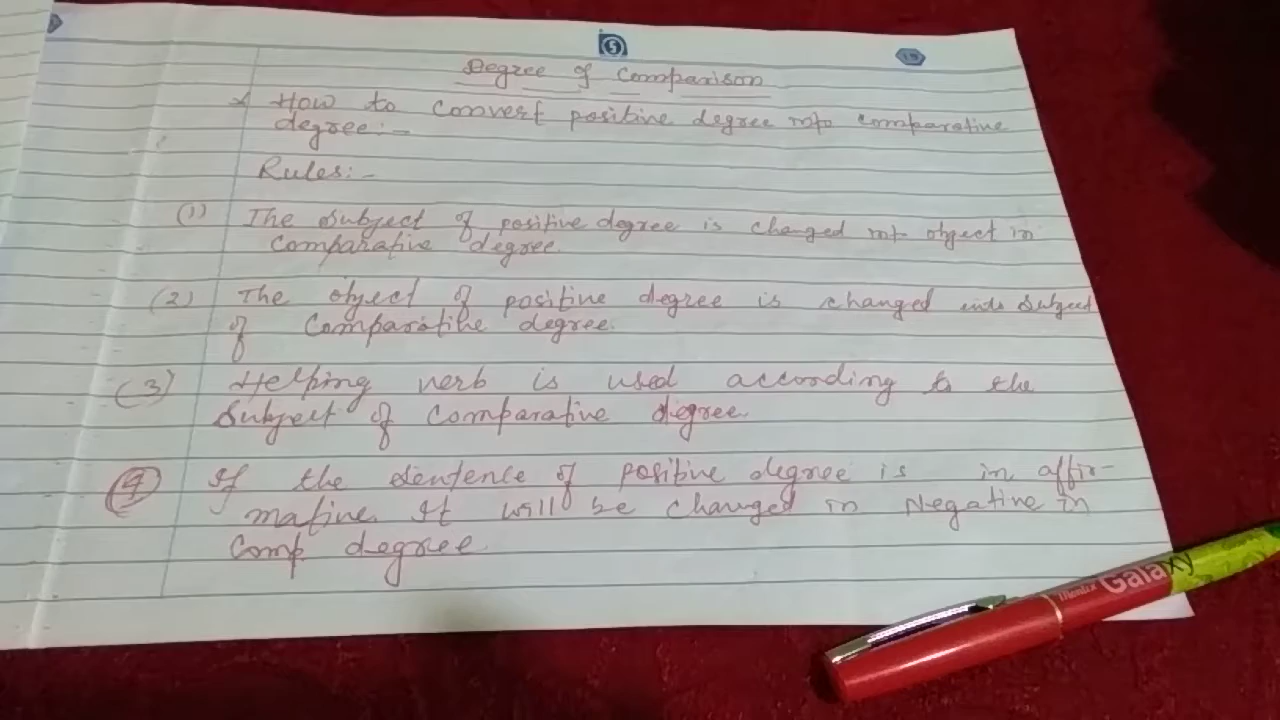 Degree of Comparison
How to convert positive degree into comparative
degree:-
Rules:-
(1) The subject of positive degree is changed into object in
comparative degree.
(2) The object of positive degree is changed into subject
of comparative degree.
(3) Helping verb is used according to the
subject of comparative degree.
(4) If the sentence of positive degree is in affir-
mative. It will be changed in Negative in
Comp degree
Montex Galaxy